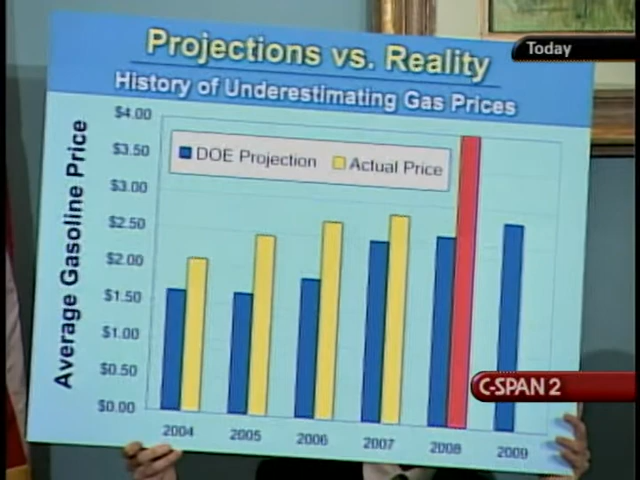 Projections vs. Reality
Today
History of Underestimating Gas Prices
Average Gasoline Price
$4.00
$3.50
$3.00
$2.50
$2.00
$1.50
$1.00
$0.50
$0.00
DOE Projection
Actual Price
2004
2005
2006
2007
2008
2009
C-SPAN 2